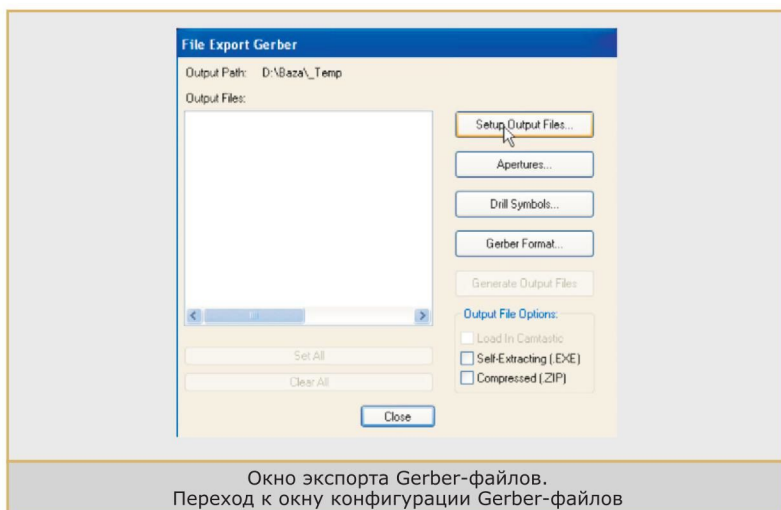 File Export Gerber
Output Path: D:\Baza\_Temp
Output Files:
Setup Output Files...
Apertures...
Drill Symbols...
Gerber Format...
Generate Output Files
Output File Options:
Load In Camtastic
Self-Extracting (.EXE)
Compressed (.ZIP)
Set All
Clear All
Close
Окно экспорта Gerber-файлов.
Переход к окну конфигурации Gerber-файлов